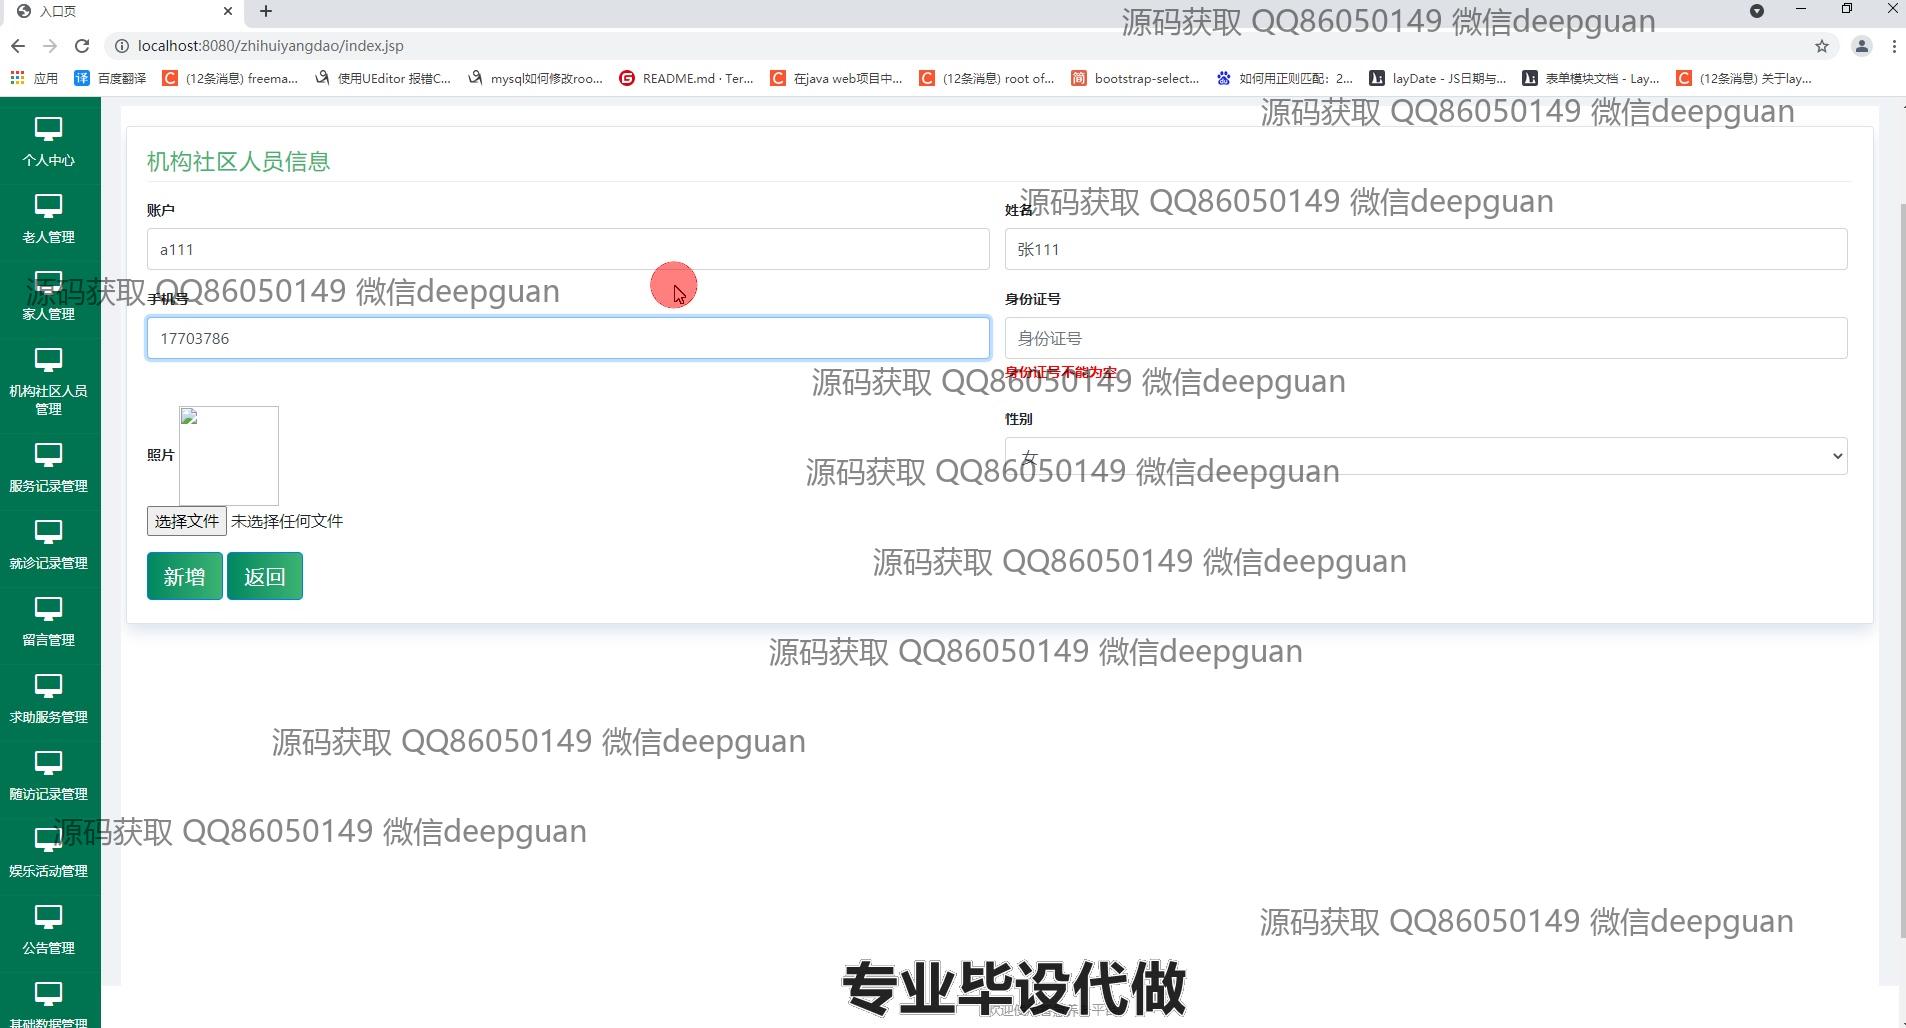 入口页
源码获取 QQ86050149 微信deepguan
localhost:8080/zhihuiyangdao/index.jsp
应用 百度翻译 (12条消息) freema... 使用UEditor 报错C... mysql如何修改roo... README.md · Ter... 在java web项目中... (12条消息) root of... bootstrap-select... 如何用正则匹配：2... layDate - JS日期与... 表单模块文档 - Lay... (12条消息) 关于lay...
源码获取 QQ86050149 微信deepguan
个人中心
机构社区人员信息
源码获取 QQ86050149 微信deepguan
账户 姓名
老人管理
a111 张111
源码获取 QQ86050149 微信deepguan
手机号 身份证号
家人管理
17703786 身份证号
身份证号不能为空
源码获取 QQ86050149 微信deepguan
机构社区人员
管理
性别
照片
女
源码获取 QQ86050149 微信deepguan
服务记录管理
选择文件 未选择任何文件
就诊记录管理
源码获取 QQ86050149 微信deepguan
新增 返回
留言管理
源码获取 QQ86050149 微信deepguan
求助服务管理
源码获取 QQ86050149 微信deepguan
随访记录管理
源码获取 QQ86050149 微信deepguan
娱乐活动管理
源码获取 QQ86050149 微信deepguan
公告管理
专业毕设代做
基础数据管理